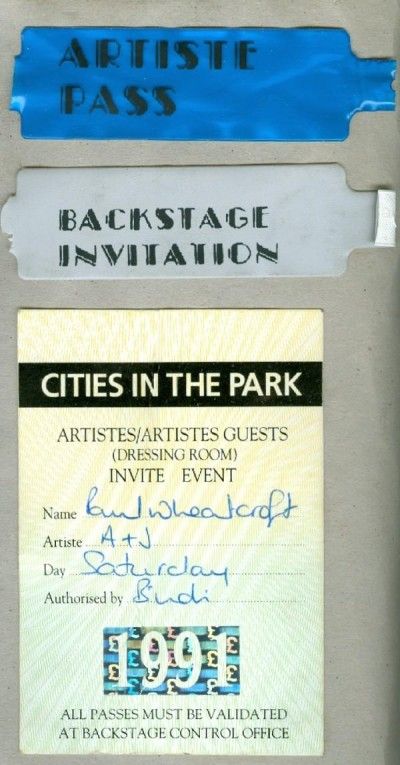 ARTISTE
PASS
BACKSTAGE
INVITATION
CITIES IN THE PARK
ARTISTES/ARTISTES GUESTS
(DRESSING ROOM)
INVITE EVENT
Name Paul Wheatcroft
Artiste A + J
Day Saturday
Authorised by Bindi
1991
ALL PASSES MUST BE VALIDATED
AT BACKSTAGE CONTROL OFFICE